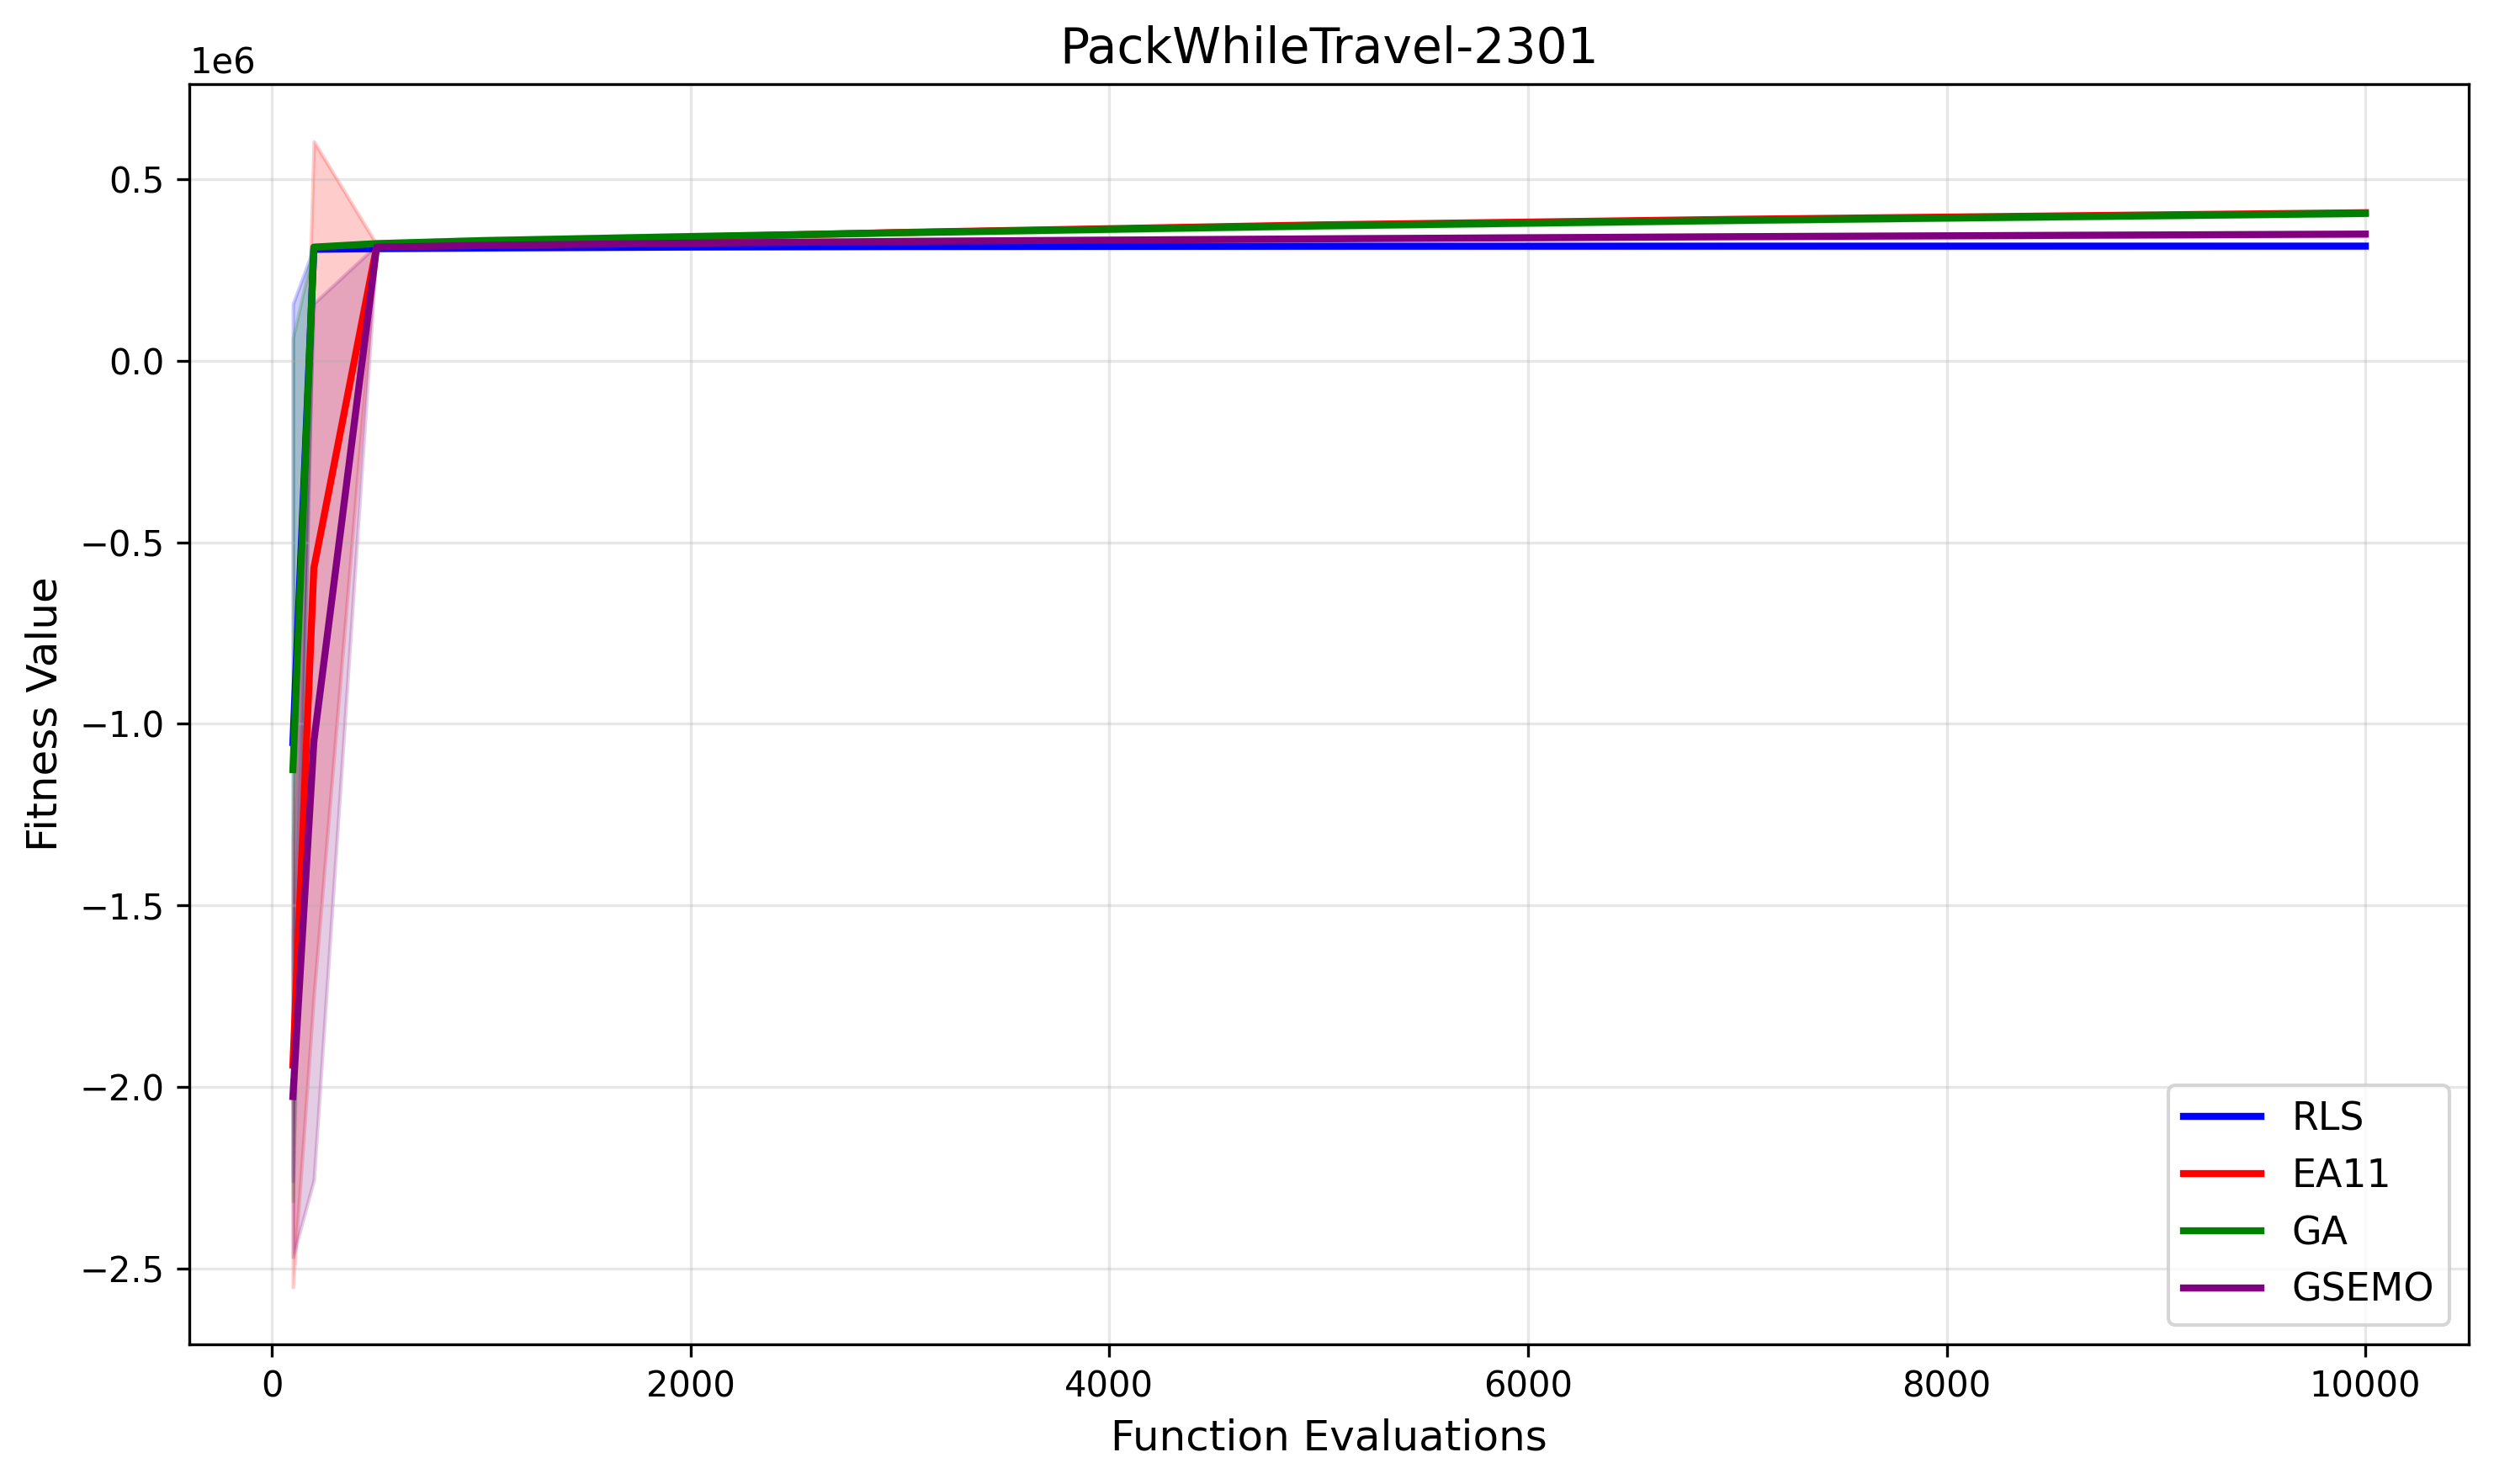 PackWhileTravel-2301
1e6
0.5
0.0
−0.5
−1.0
−1.5
−2.0
−2.5
Fitness Value
0 2000 4000 6000 8000 10000
Function Evaluations
RLS
EA11
GA
GSEMO